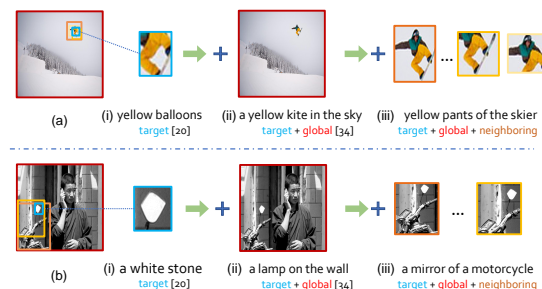 (a)
(i) yellow balloons
target [20]
(ii) a yellow kite in the sky
target + global [34]
(iii) yellow pants of the skier
target + global + neighboring
(b)
(i) a white stone
target [20]
(ii) a lamp on the wall
target + global [34]
(iii) a mirror of a motorcycle
target + global + neighboring